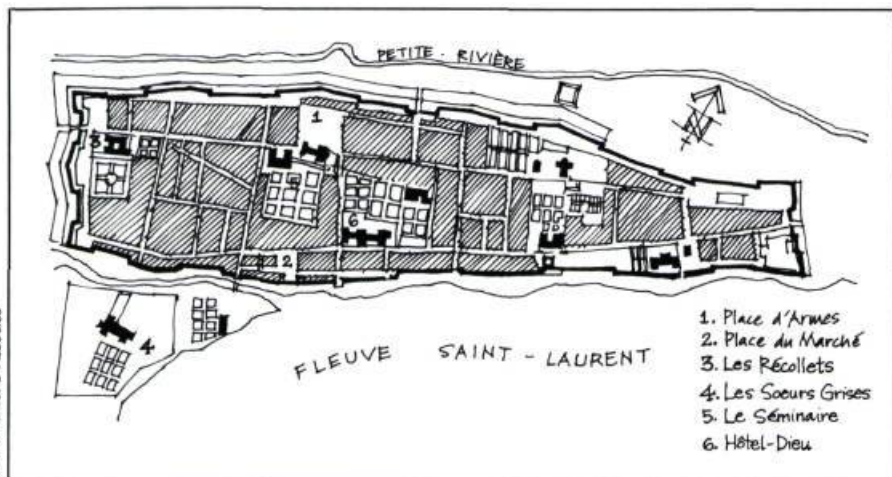 PETITE - RIVIÈRE
1
3
5
6
2
4
FLEUVE SAINT - LAURENT
1. Place d'Armes
2. Place du Marché
3. Les Récollets
4. Les Soeurs Grises
5. Le Séminaire
6. Hôtel-Dieu